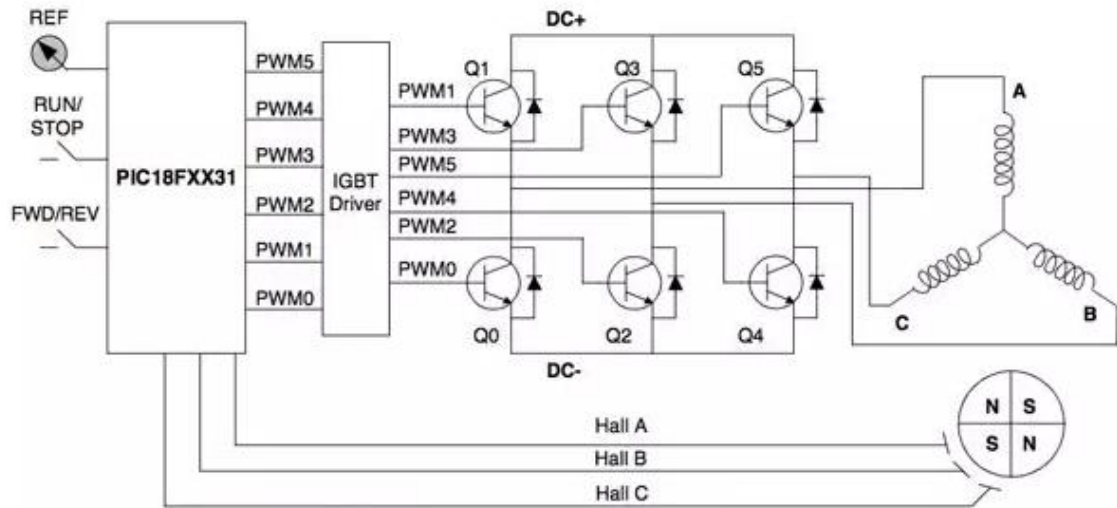 REF
RUN/
STOP
FWD/REV
PIC18FXX31
PWM5
PWM4
PWM3
PWM2
PWM1
PWM0
IGBT
Driver
PWM1
PWM3
PWM5
PWM4
PWM2
PWM0
DC+
Q1
Q3
Q5
Q0
Q2
Q4
DC-
A
C
B
Hall A
Hall B
Hall C
N S
S N